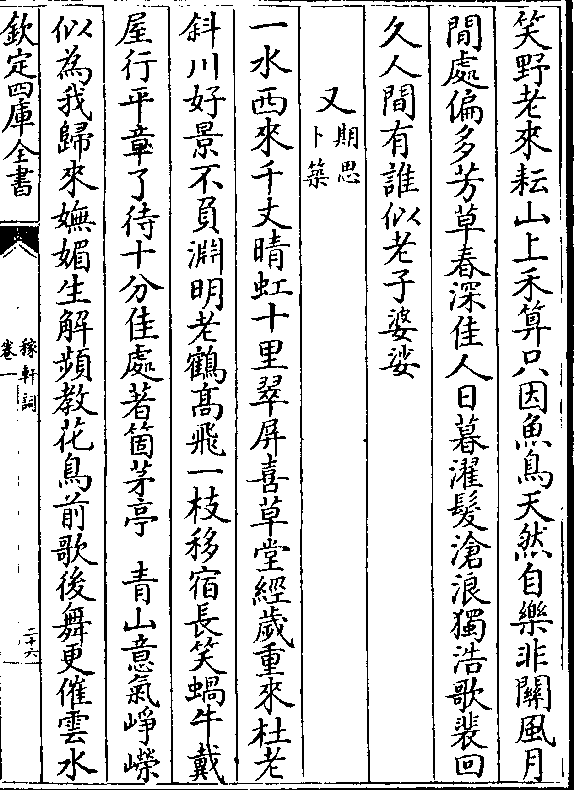 笑野老來耘山上禾算只因魚鳥天然自樂非關風月
閒處偏多芳草春深佳人日暮濯髮滄浪獨浩歌裴回
久人間有誰似老子婆娑
又期思卜築
一水西來千丈晴虹十里翠屏喜草堂經歲重來杜老
斜川好景不負淵明老鶴髙飛一枝移宿長笑蝸牛戴
屋行平章了待十分佳處著箇茅亭 青山意氣崢嶸
似為我歸來嫵媚生解頻教花鳥前歌後舞更催雲水
欽定四庫全書
稼軒詞
卷一
二十六